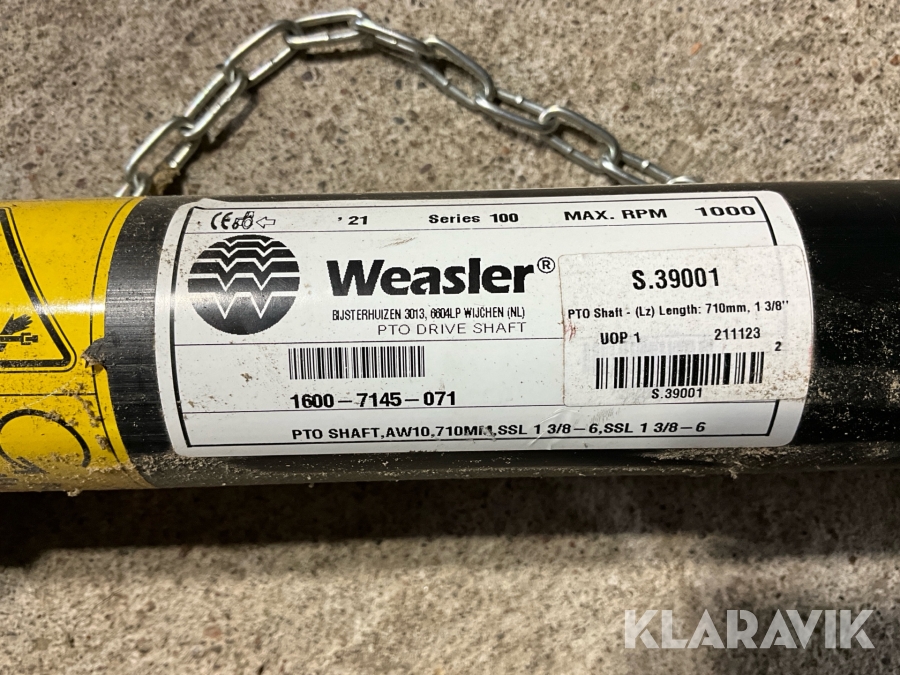 CE '21 Series 100 MAX. RPM 1000
Weasler®
BIJSTERHUIZEN 3013, 6604LP WIJCHEN (NL)
PTO DRIVE SHAFT
1600-7145-071
PTO SHAFT,AW10,710MM,SSL 1 3/8-6,SSL 1 3/8-6
S.39001
PTO Shaft - (Lz) Length: 710mm, 1 3/8''
UOP 1 211123
2
S.39001
KLARAVIK